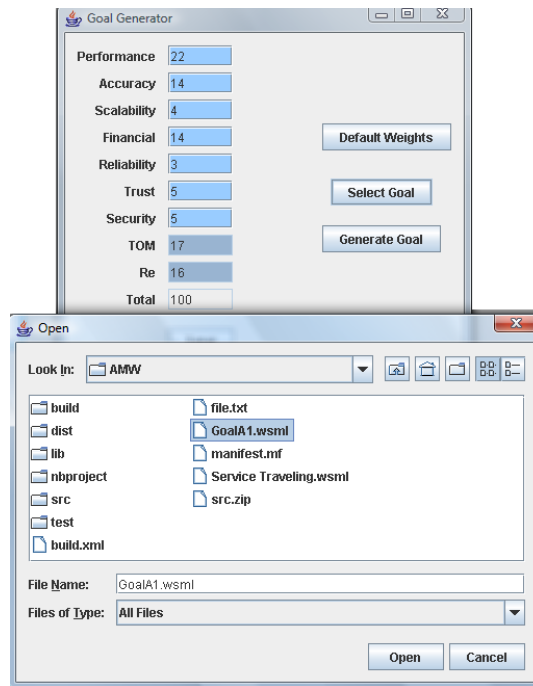 Goal Generator
Performance 22
Accuracy 14
Scalability 4
Default Weights
Financial 14
Reliability 3
Select Goal
Trust 5
Security 5
Generate Goal
TOM 17
Re 16
Total 100
Open
Look In: AMW
build file.txt
dist GoalA1.wsml
lib manifest.mf
nbproject Service Traveling.wsml
src src.zip
test
build.xml
File Name: GoalA1.wsml
Files of Type: All Files
Open Cancel